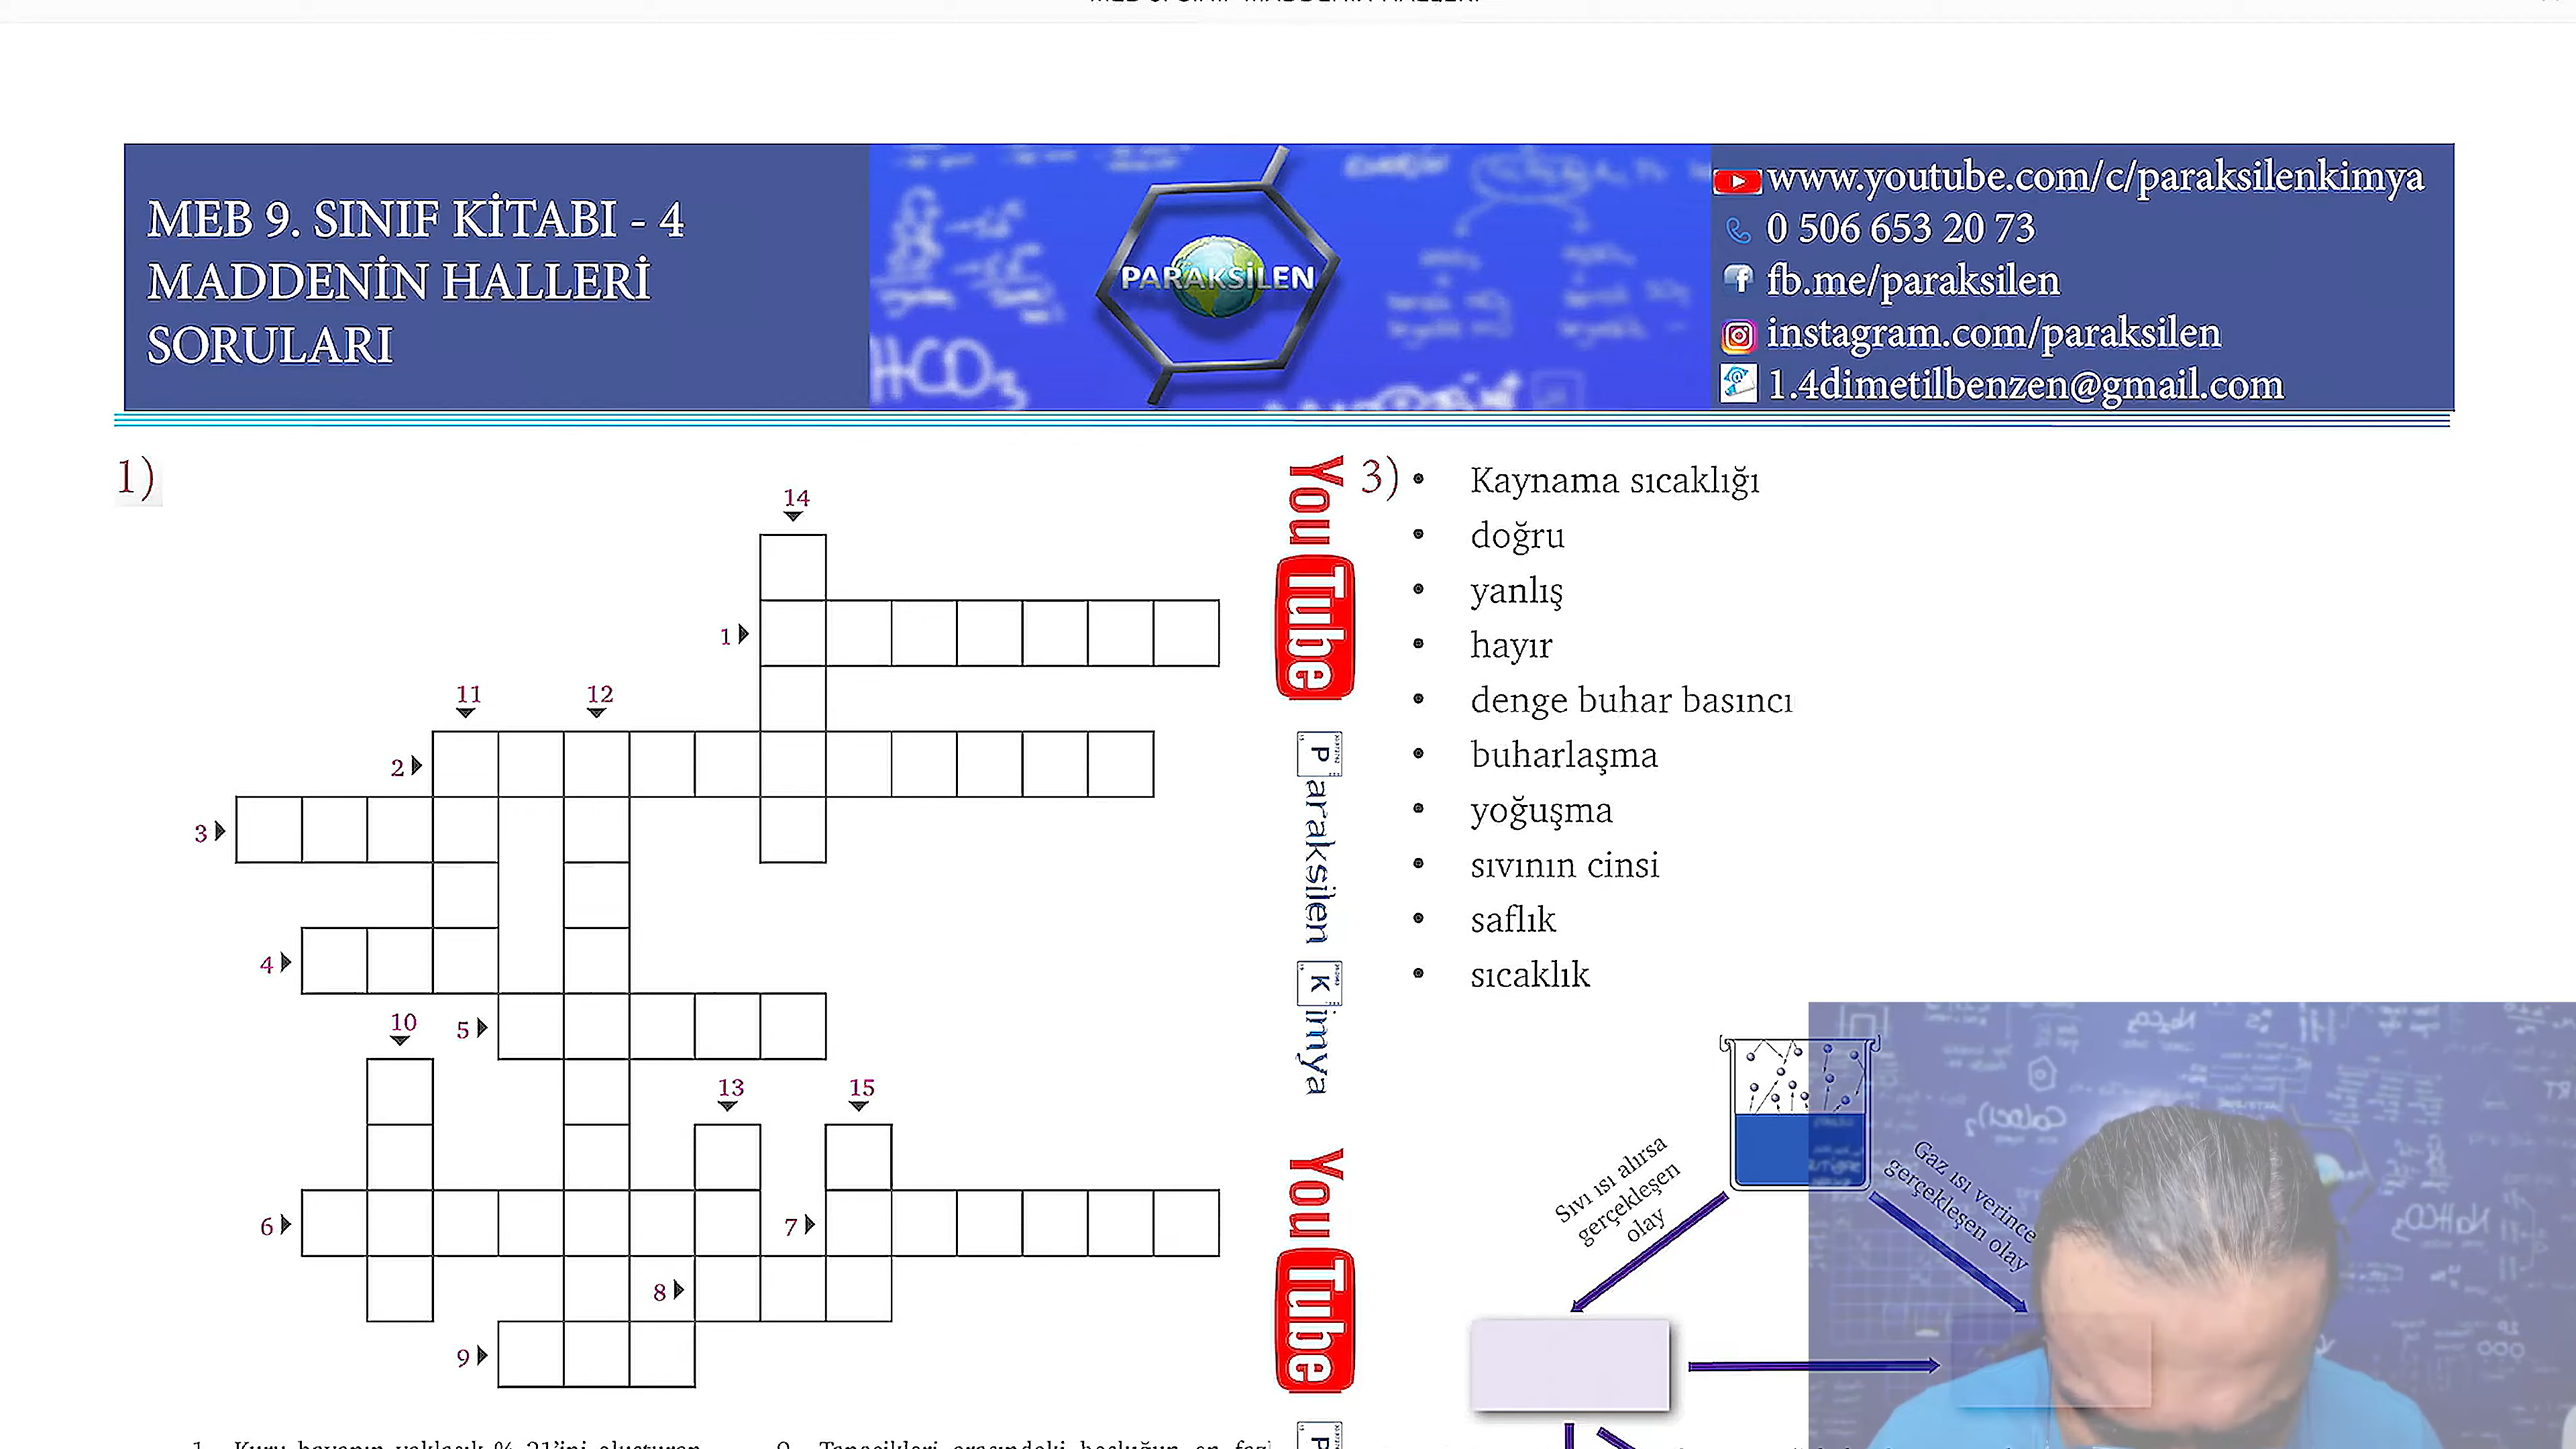 MEB 9. SINIF KİTABI - 4
MADDENİN HALLERİ
SORULARI
PARAKSİLEN
HCO3
www.youtube.com/c/paraksilenkimya
0 506 653 20 73
fb.me/paraksilen
instagram.com/paraksilen
1.4dimetilbenzen@gmail.com
1)
14
1
11
12
2
3
4
10
5
13
15
6
7
8
9
YouTube
Paraksilen Kimya
YouTube
P
3)
• Kaynama sıcaklığı
• doğru
• yanlış
• hayır
• denge buhar basıncı
• buharlaşma
• yoğuşma
• sıvının cinsi
• saflık
• sıcaklık
Sıvı ısı alırsa
gerçekleşen
olay
Gaz ısı verince
gerçekleşen olay